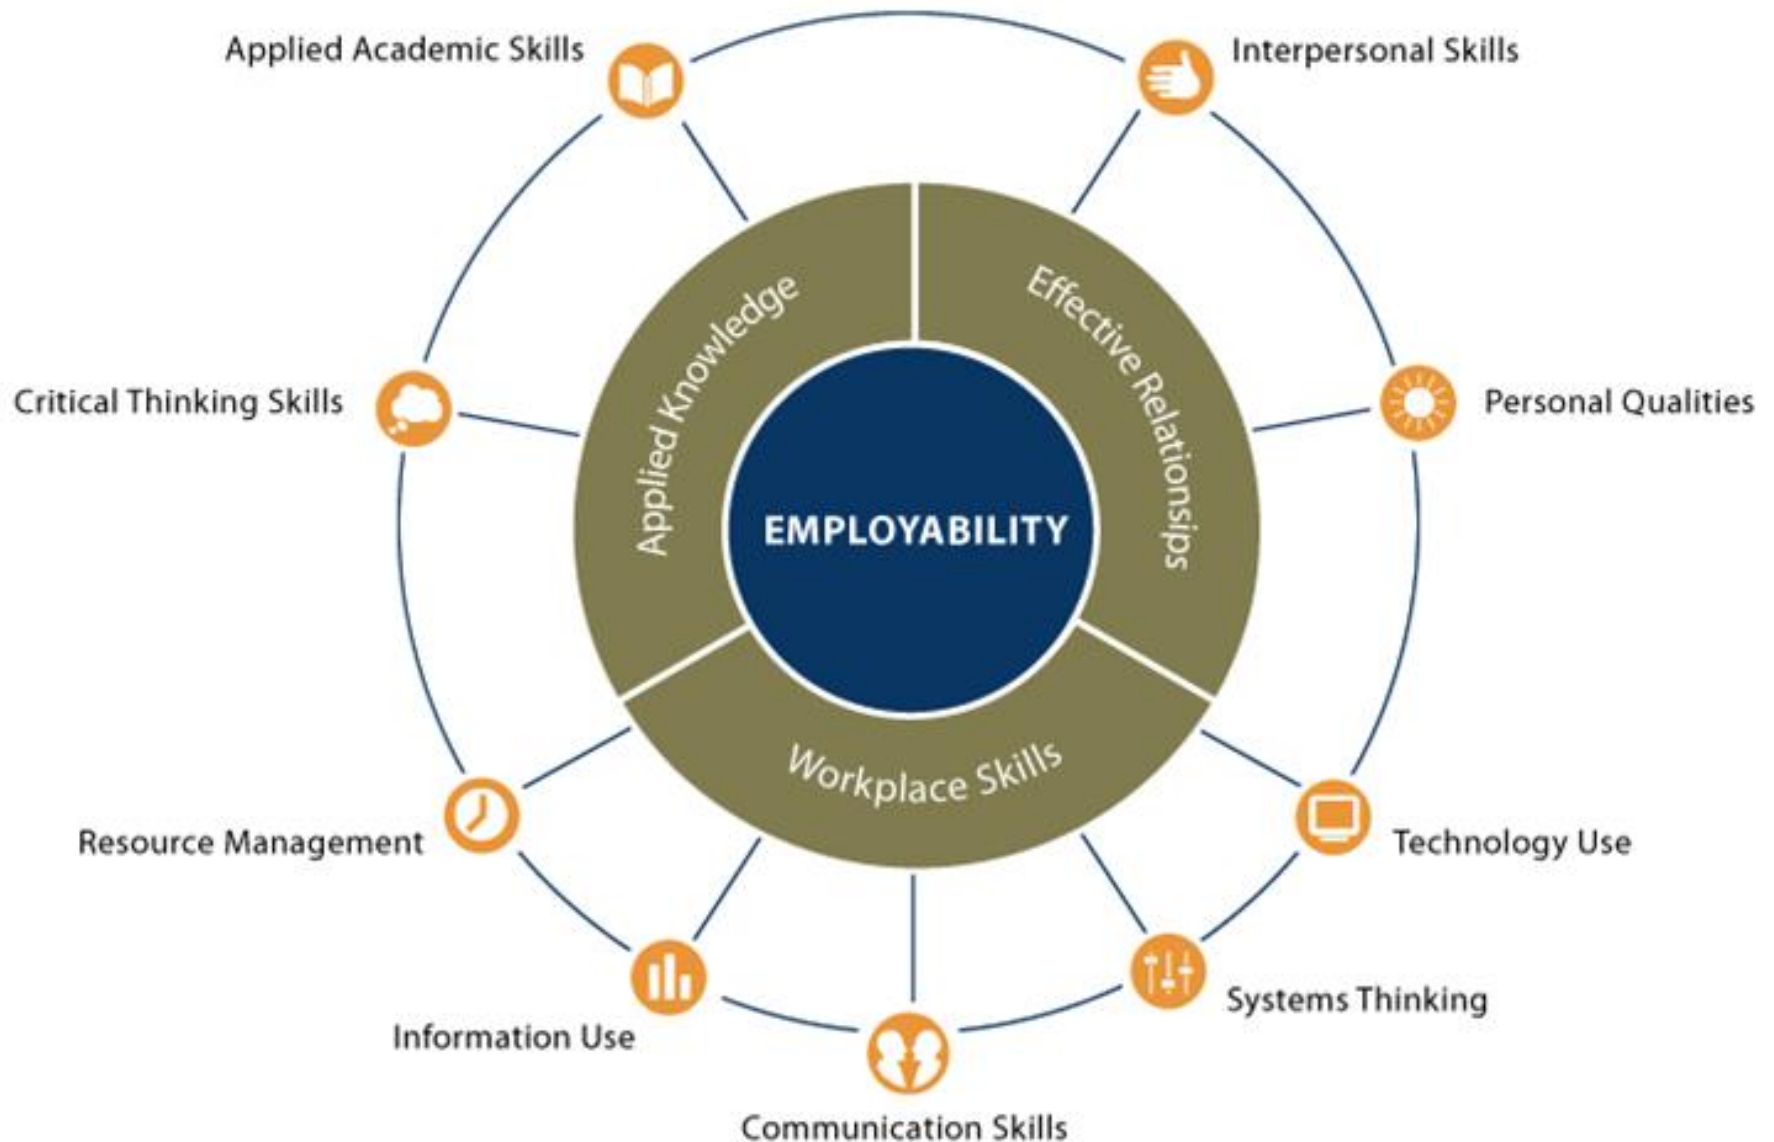 Applied Academic Skills
Interpersonal Skills
Applied Knowledge
Effective Relationsips
Critical Thinking Skills
Personal Qualities
EMPLOYABILITY
Workplace Skills
Resource Management
Technology Use
Information Use
Systems Thinking
Communication Skills